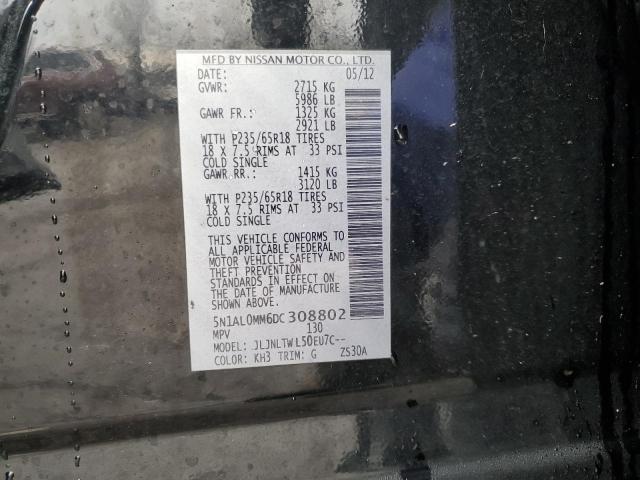 MFD BY NISSAN MOTOR CO., LTD.
DATE: 05/12
GVWR: 2715 KG
5986 LB
GAWR FR.: 1325 KG
2921 LB
WITH P235/65R18 TIRES
18 X 7.5 RIMS AT 33 PSI
COLD SINGLE
GAWR RR.: 1415 KG
3120 LB
WITH P235/65R18 TIRES
18 X 7.5 RIMS AT 33 PSI
COLD SINGLE
THIS VEHICLE CONFORMS TO
ALL APPLICABLE FEDERAL
MOTOR VEHICLE SAFETY AND
THEFT PREVENTION
STANDARDS IN EFFECT ON
THE DATE OF MANUFACTURE
SHOWN ABOVE.
5N1AL0MM6DC308802
MPV 130
MODEL: JLJNLTWL50EU7C--
COLOR: KH3 TRIM: G ZS30A